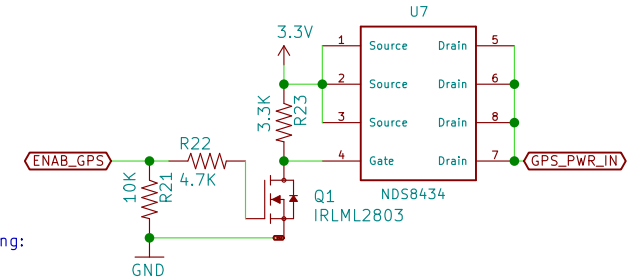 U7
3.3V
1 Source Drain 5
2 Source Drain 6
3 Source Drain 8
4 Gate Drain 7
3.3K
R23
ENAB_GPS
R22
4.7K
GPS_PWR_IN
10K
R21
Q1
IRLML2803
NDS8434
ng:
GND